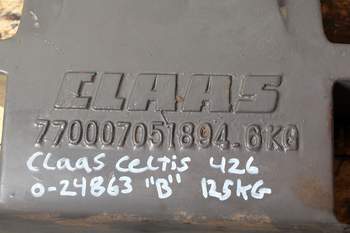 CLAAS
770007051894.6KG
CLAAS CELTIS 426
0-24863 "B" 125KG